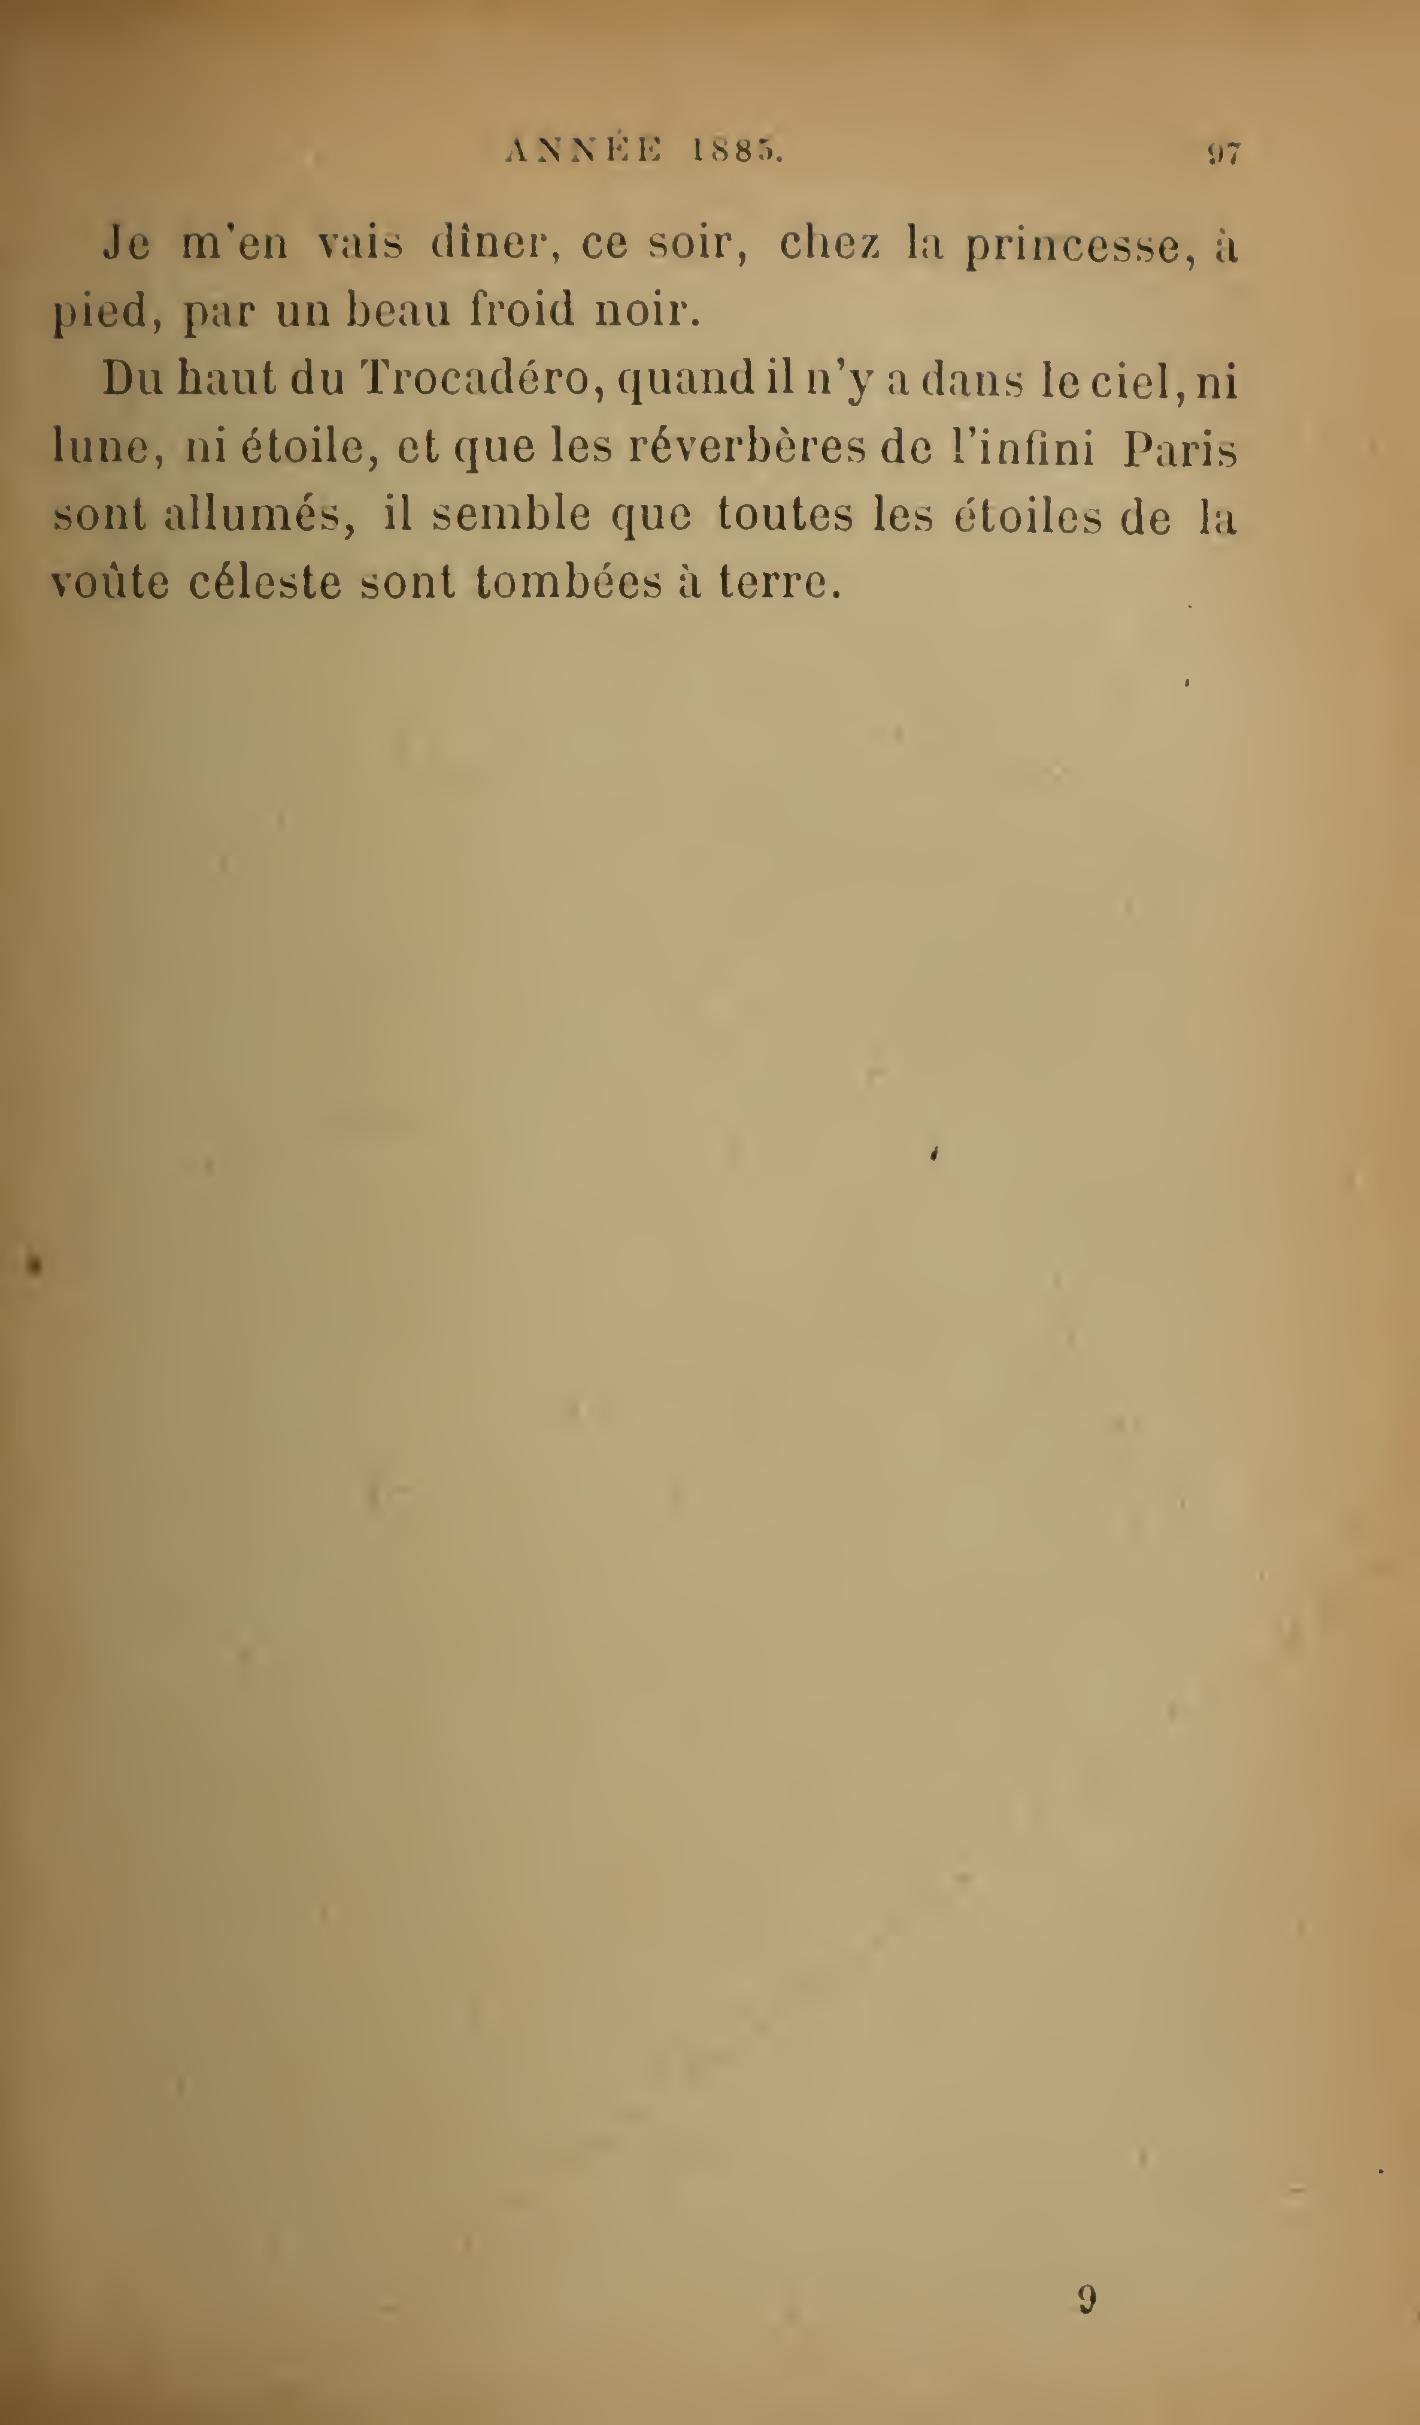 ANNÉE 1885. 97
Je m'en vais dîner, ce soir, chez la princesse, à
pied, par un beau froid noir.
Du haut du Trocadéro, quand il n'y a dans le ciel, ni
lune, ni étoile, et que les réverbères de l'infini Paris
sont allumés, il semble que toutes les étoiles de la
voûte céleste sont tombées à terre.
9